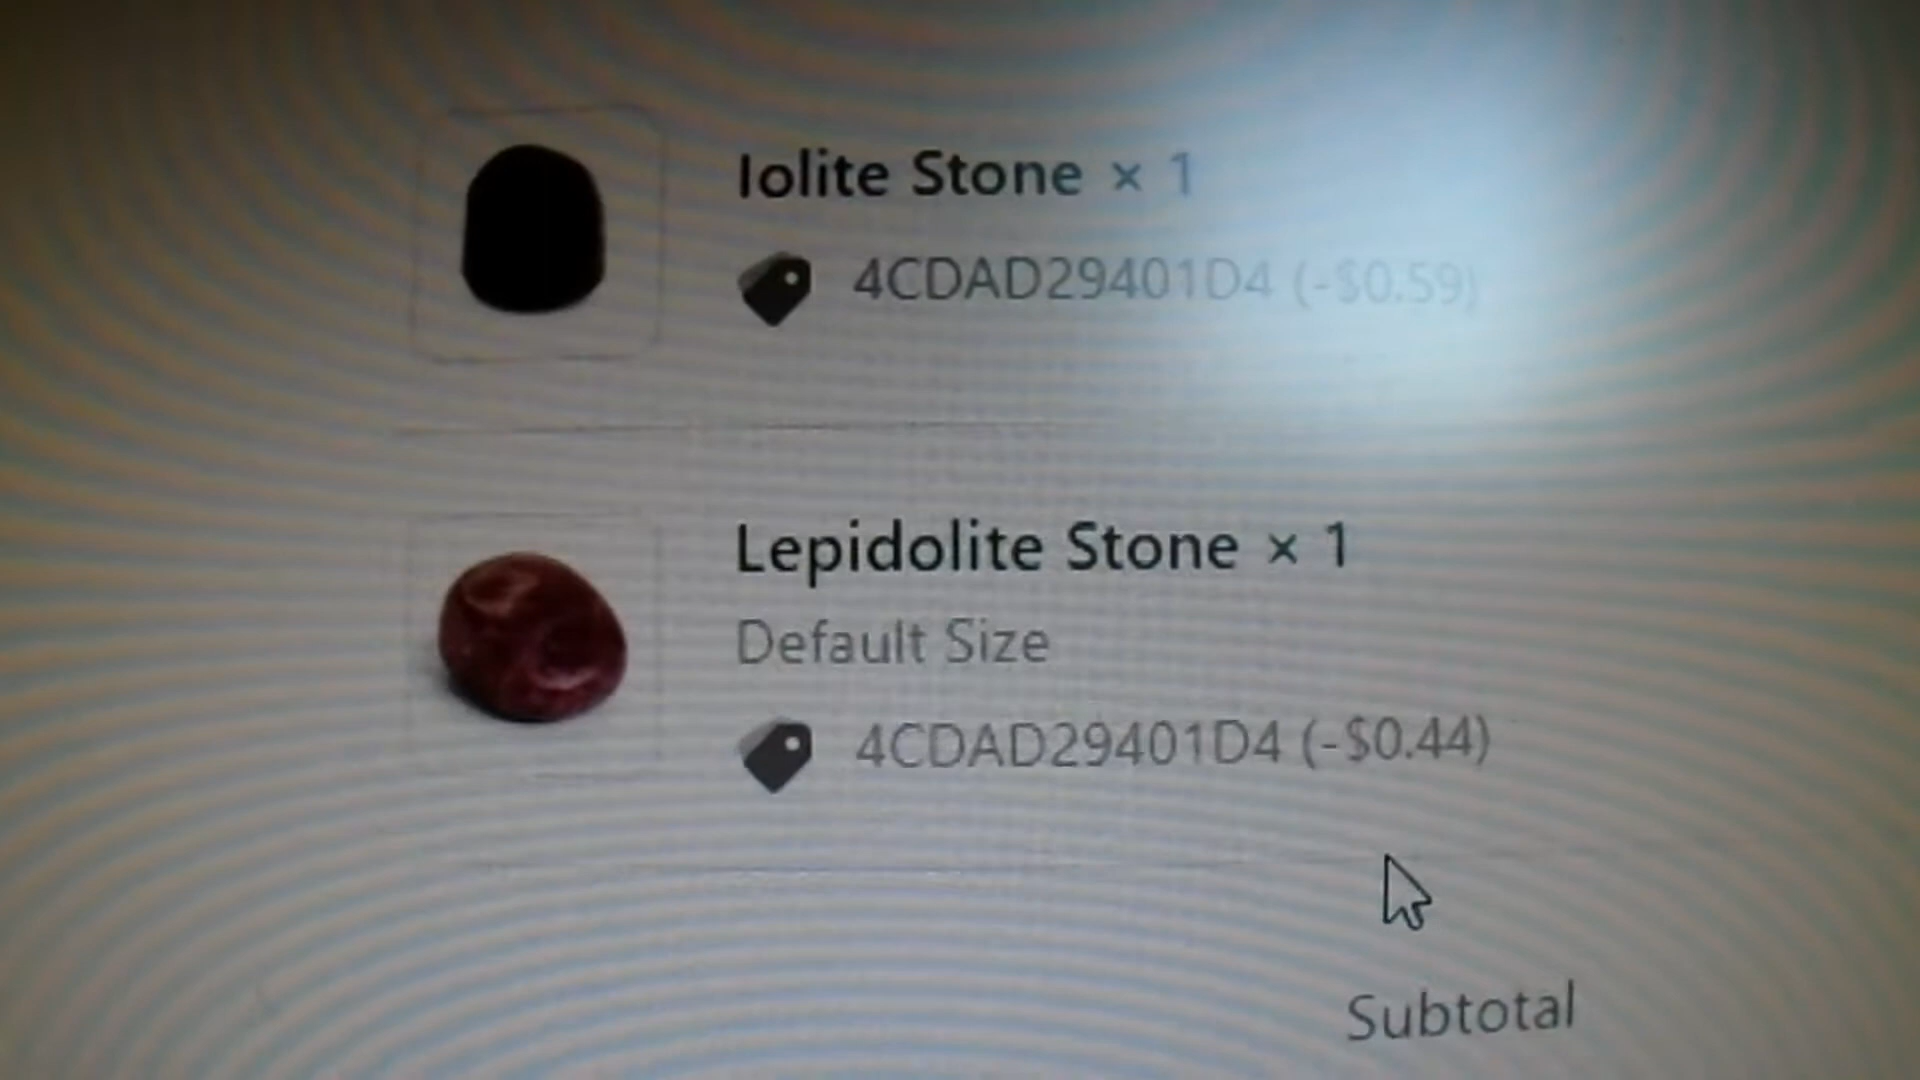 Iolite Stone × 1
4CDAD29401D4 (-$0.59)
Lepidolite Stone × 1
Default Size
4CDAD29401D4 (-$0.44)
Subtotal